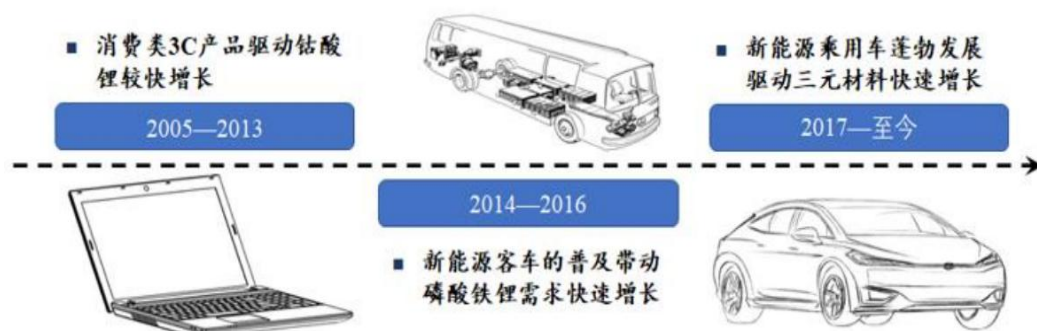 ■ 消费类3C产品驱动钴酸
锂较快增长
2005—2013
2014—2016
■ 新能源客车的普及带动
磷酸铁锂需求快速增长
■ 新能源乘用车蓬勃发展
驱动三元材料快速增长
2017—至今